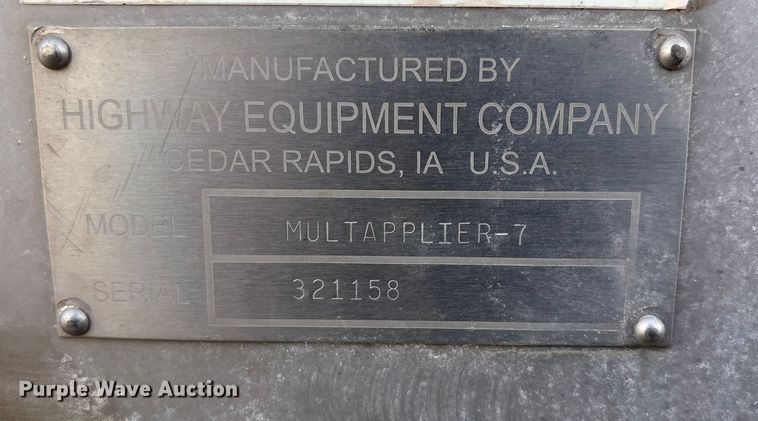 MANUFACTURED BY
HIGHWAY EQUIPMENT COMPANY
CEDAR RAPIDS, IA U.S.A.
MODEL MULTAPPLIER-7
SERIAL 321158
Purple Wave Auction